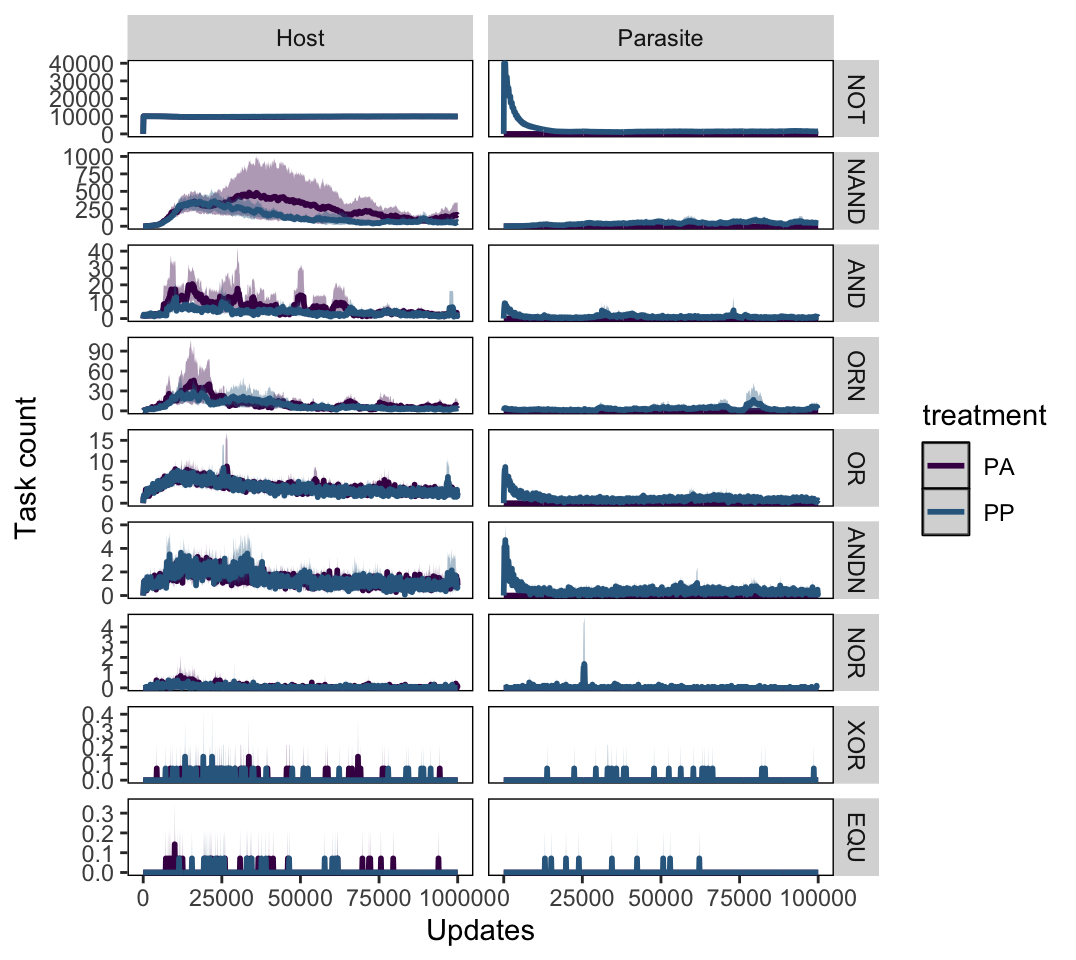 Host Parasite
40000
30000
20000
10000
0
NOT
1000
750
500
250
0
NAND
40
30
20
10
0
AND
90
60
30
0
ORN
15
10
5
0
OR
6
4
2
0
ANDN
4
3
2
1
0
NOR
0.4
0.3
0.2
0.1
0.0
XOR
0.3
0.2
0.1
0.0
EQU
0 25000 50000 75000 100000 0 25000 50000 75000 100000
Updates
Task count
treatment
PA
PP